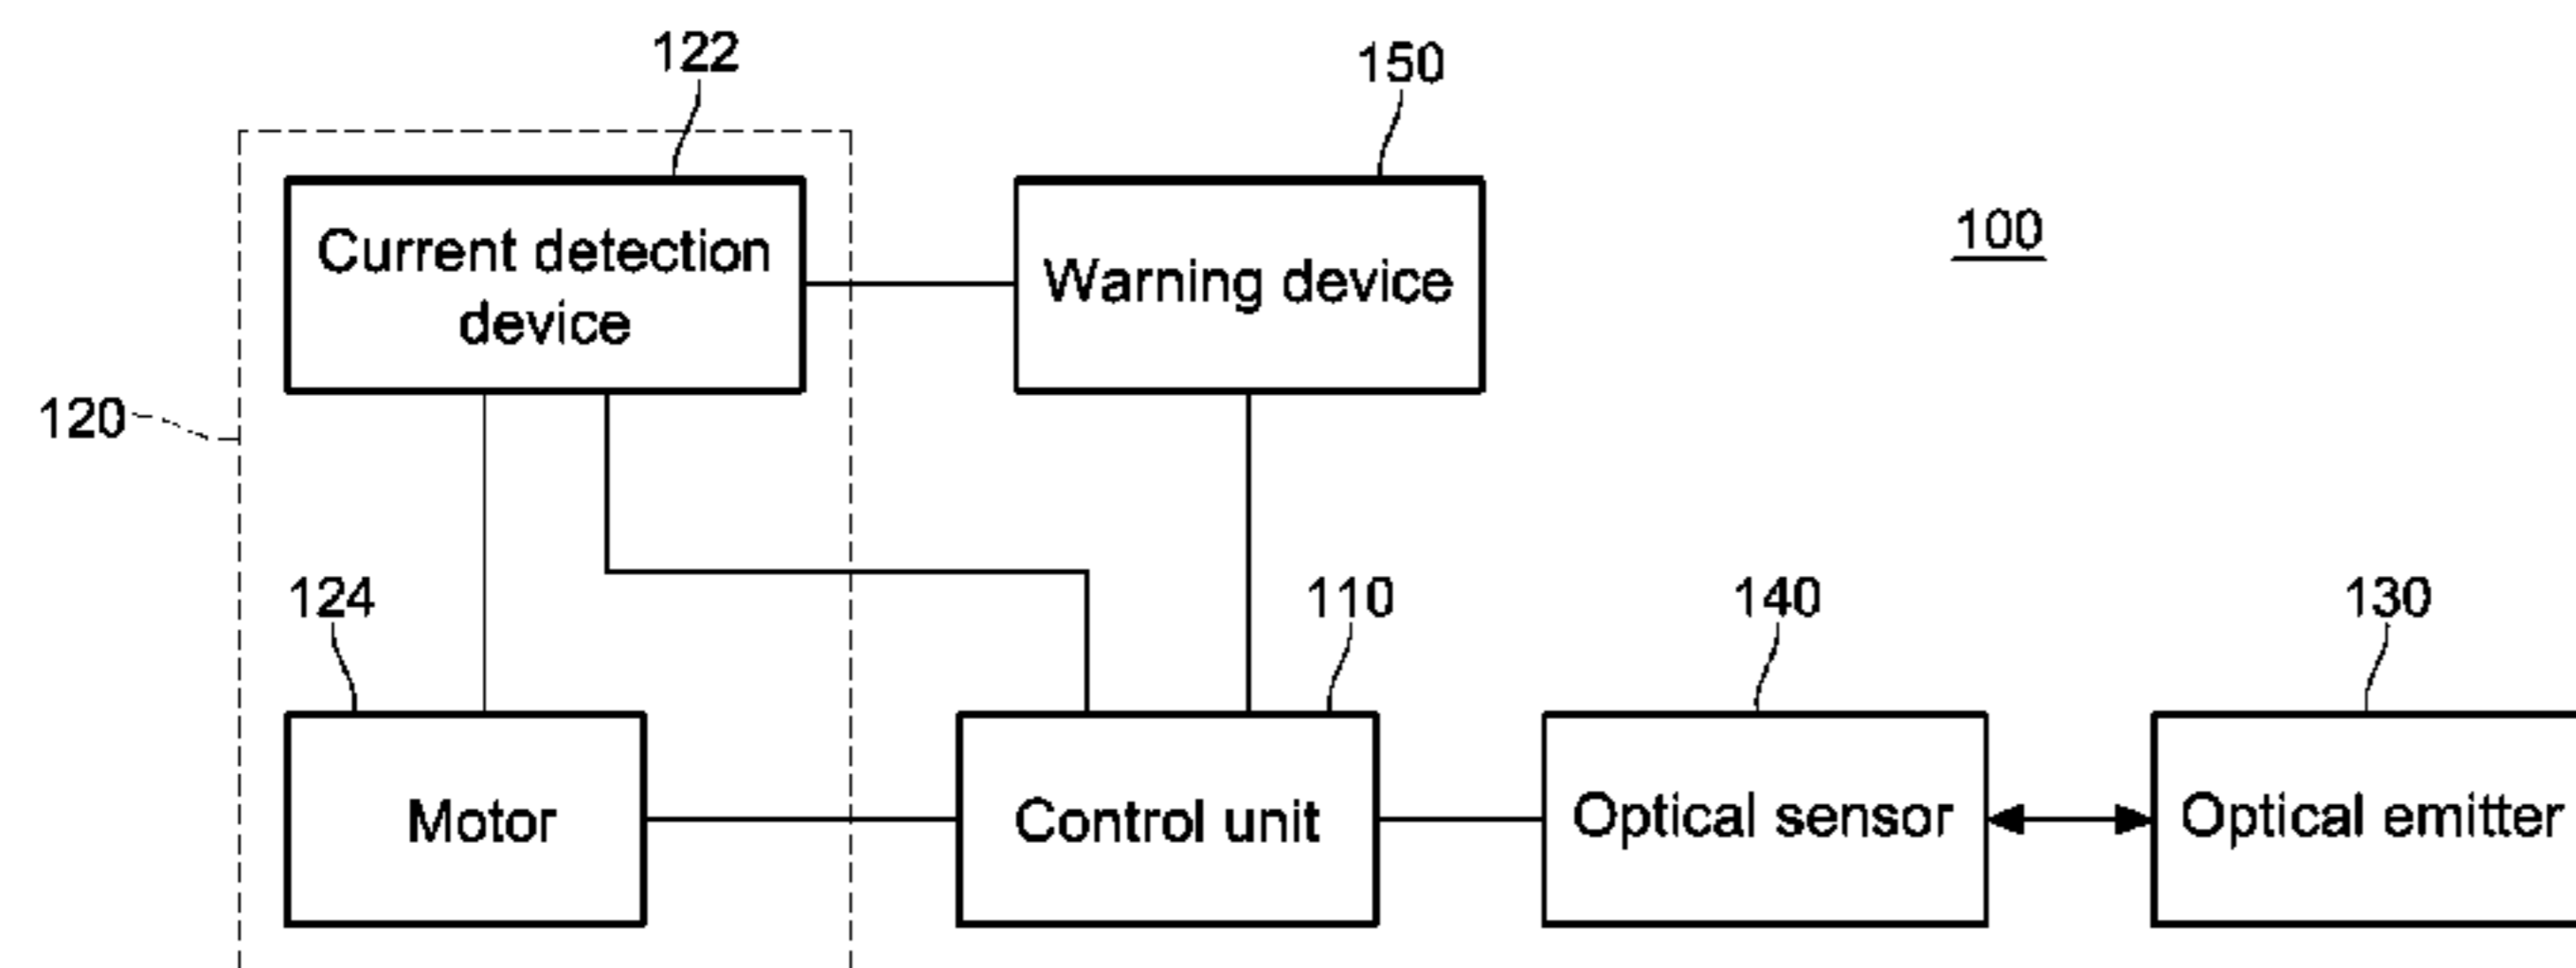 122
150
100
Current detection
device
Warning device
120
124
110
140
130
Motor
Control unit
Optical sensor
Optical emitter